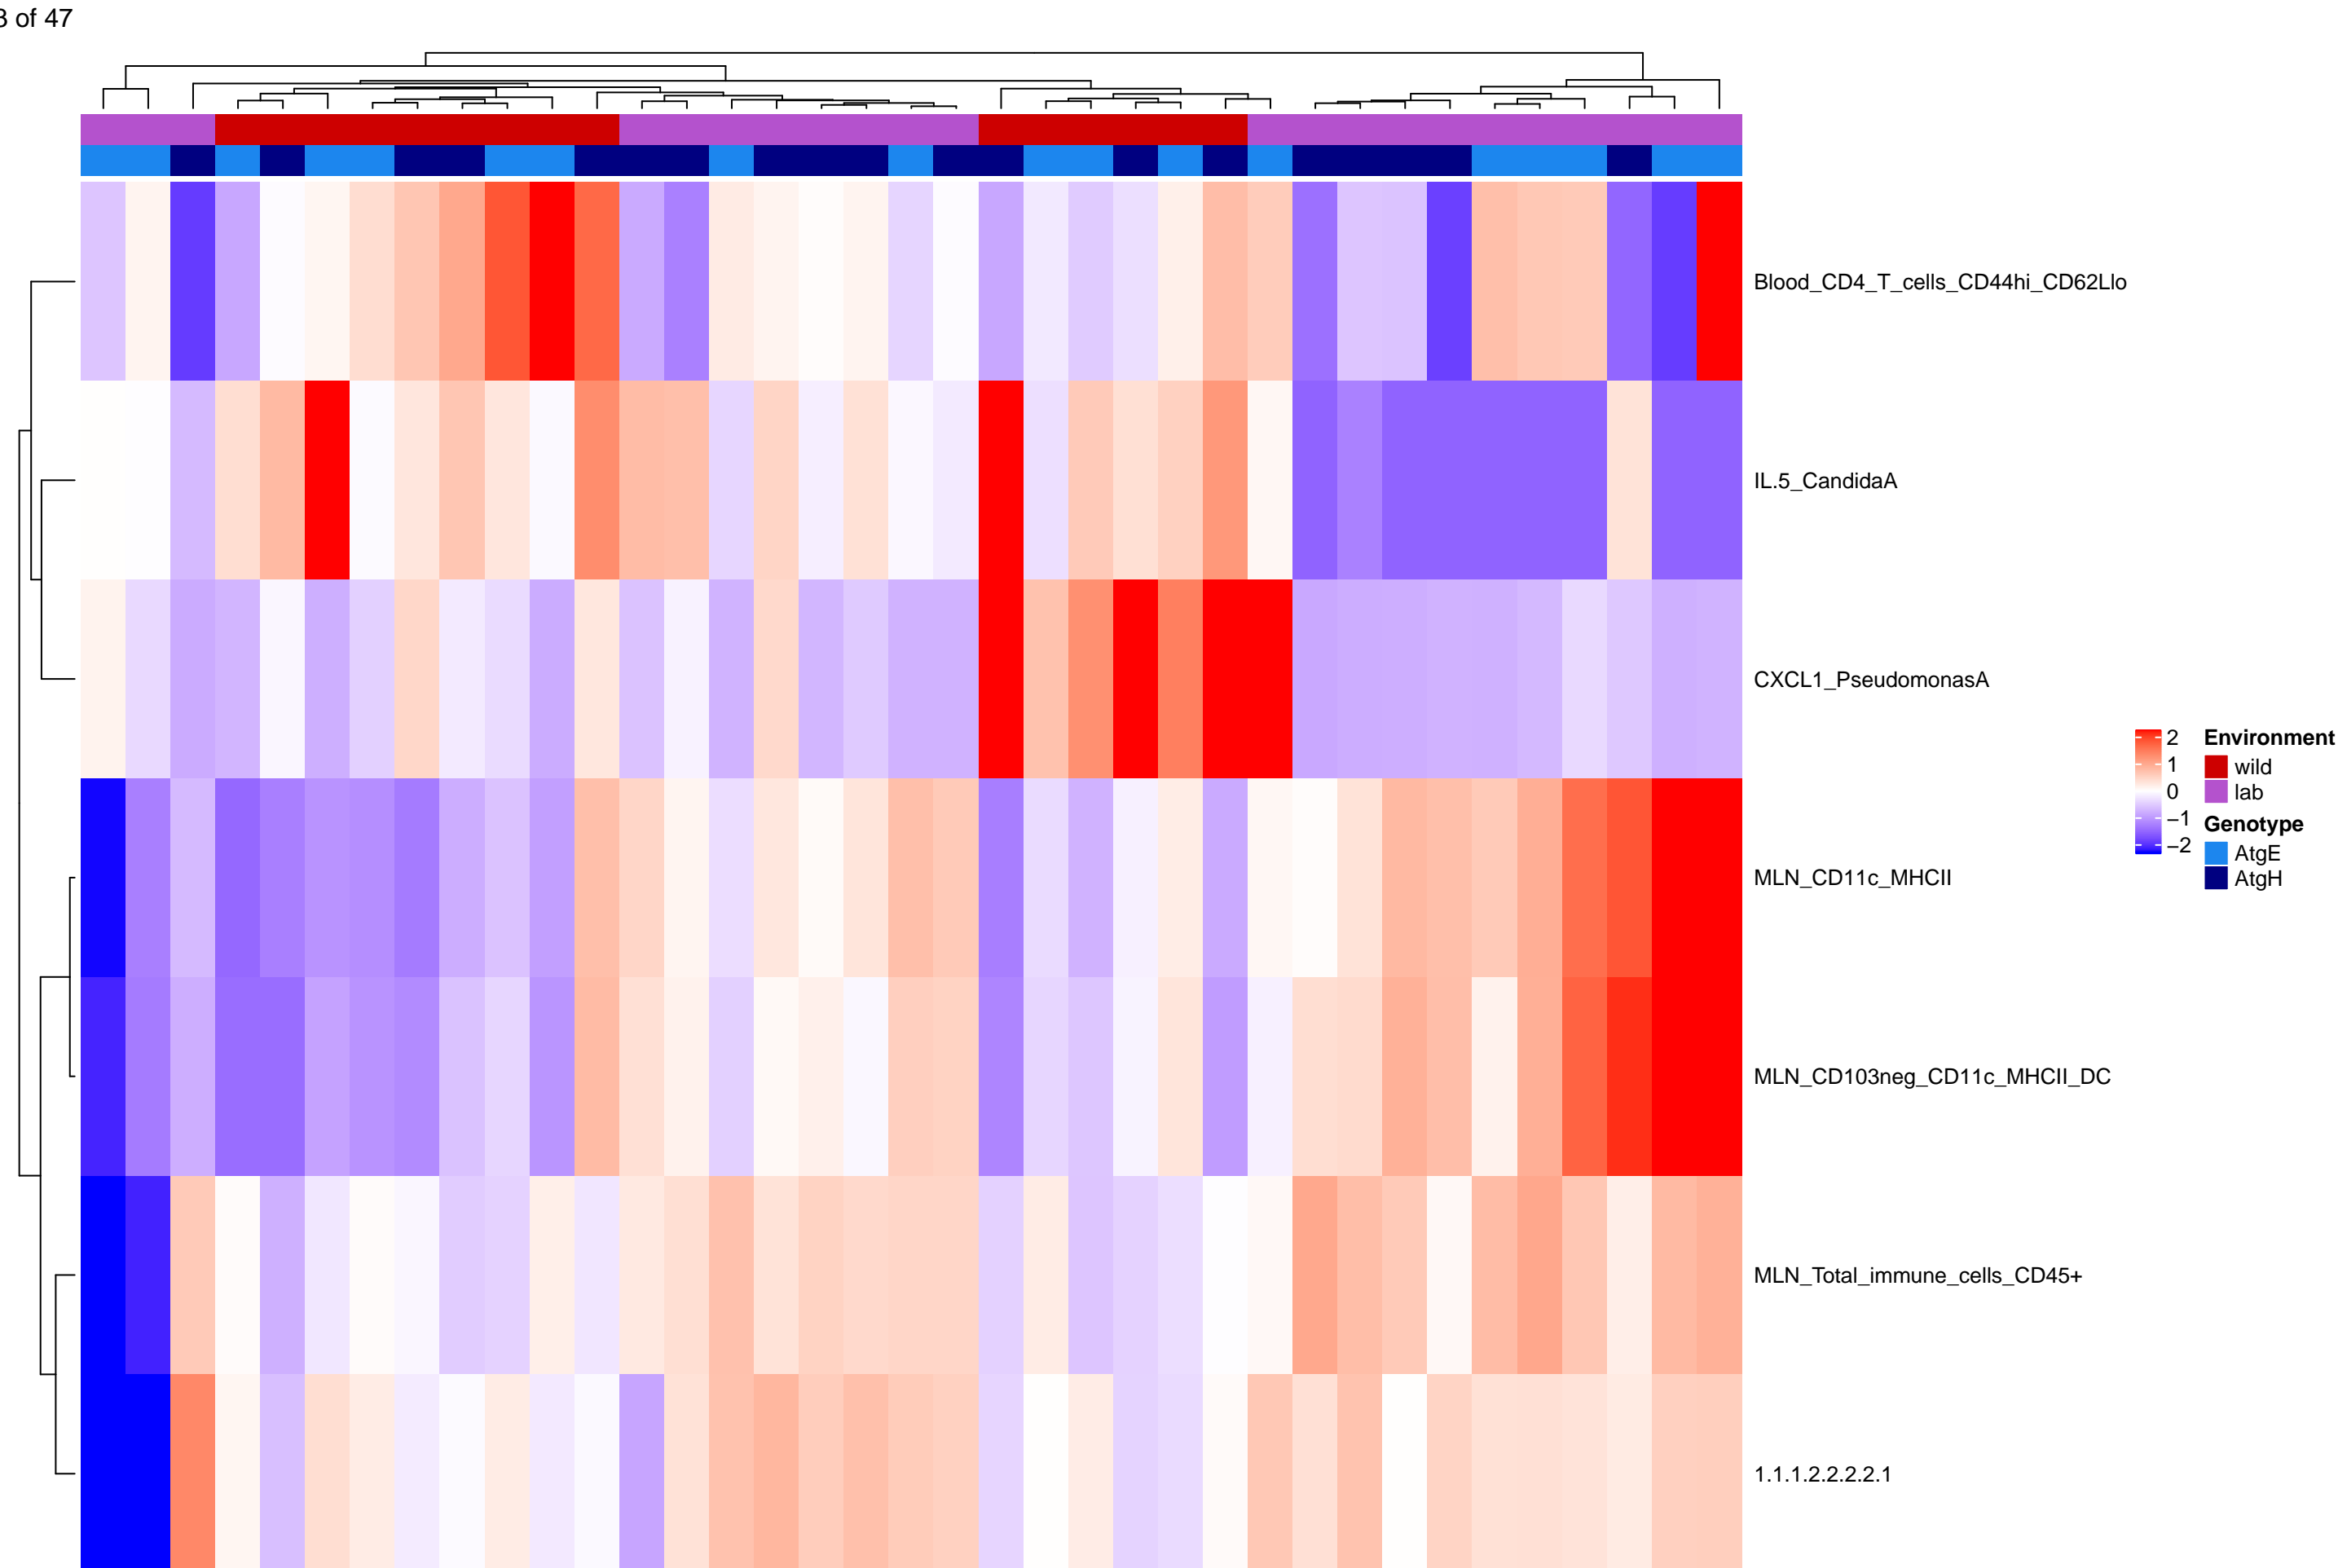 3 of 47
Blood_CD4_T_cells_CD44hi_CD62Llo
IL.5_CandidaA
CXCL1_PseudomonasA
MLN_CD11c_MHCII
MLN_CD103neg_CD11c_MHCII_DC
MLN_Total_immune_cells_CD45+
1.1.1.2.2.2.2.1
2
1
0
−1
−2
Environment
wild
lab
Genotype
AtgE
AtgH